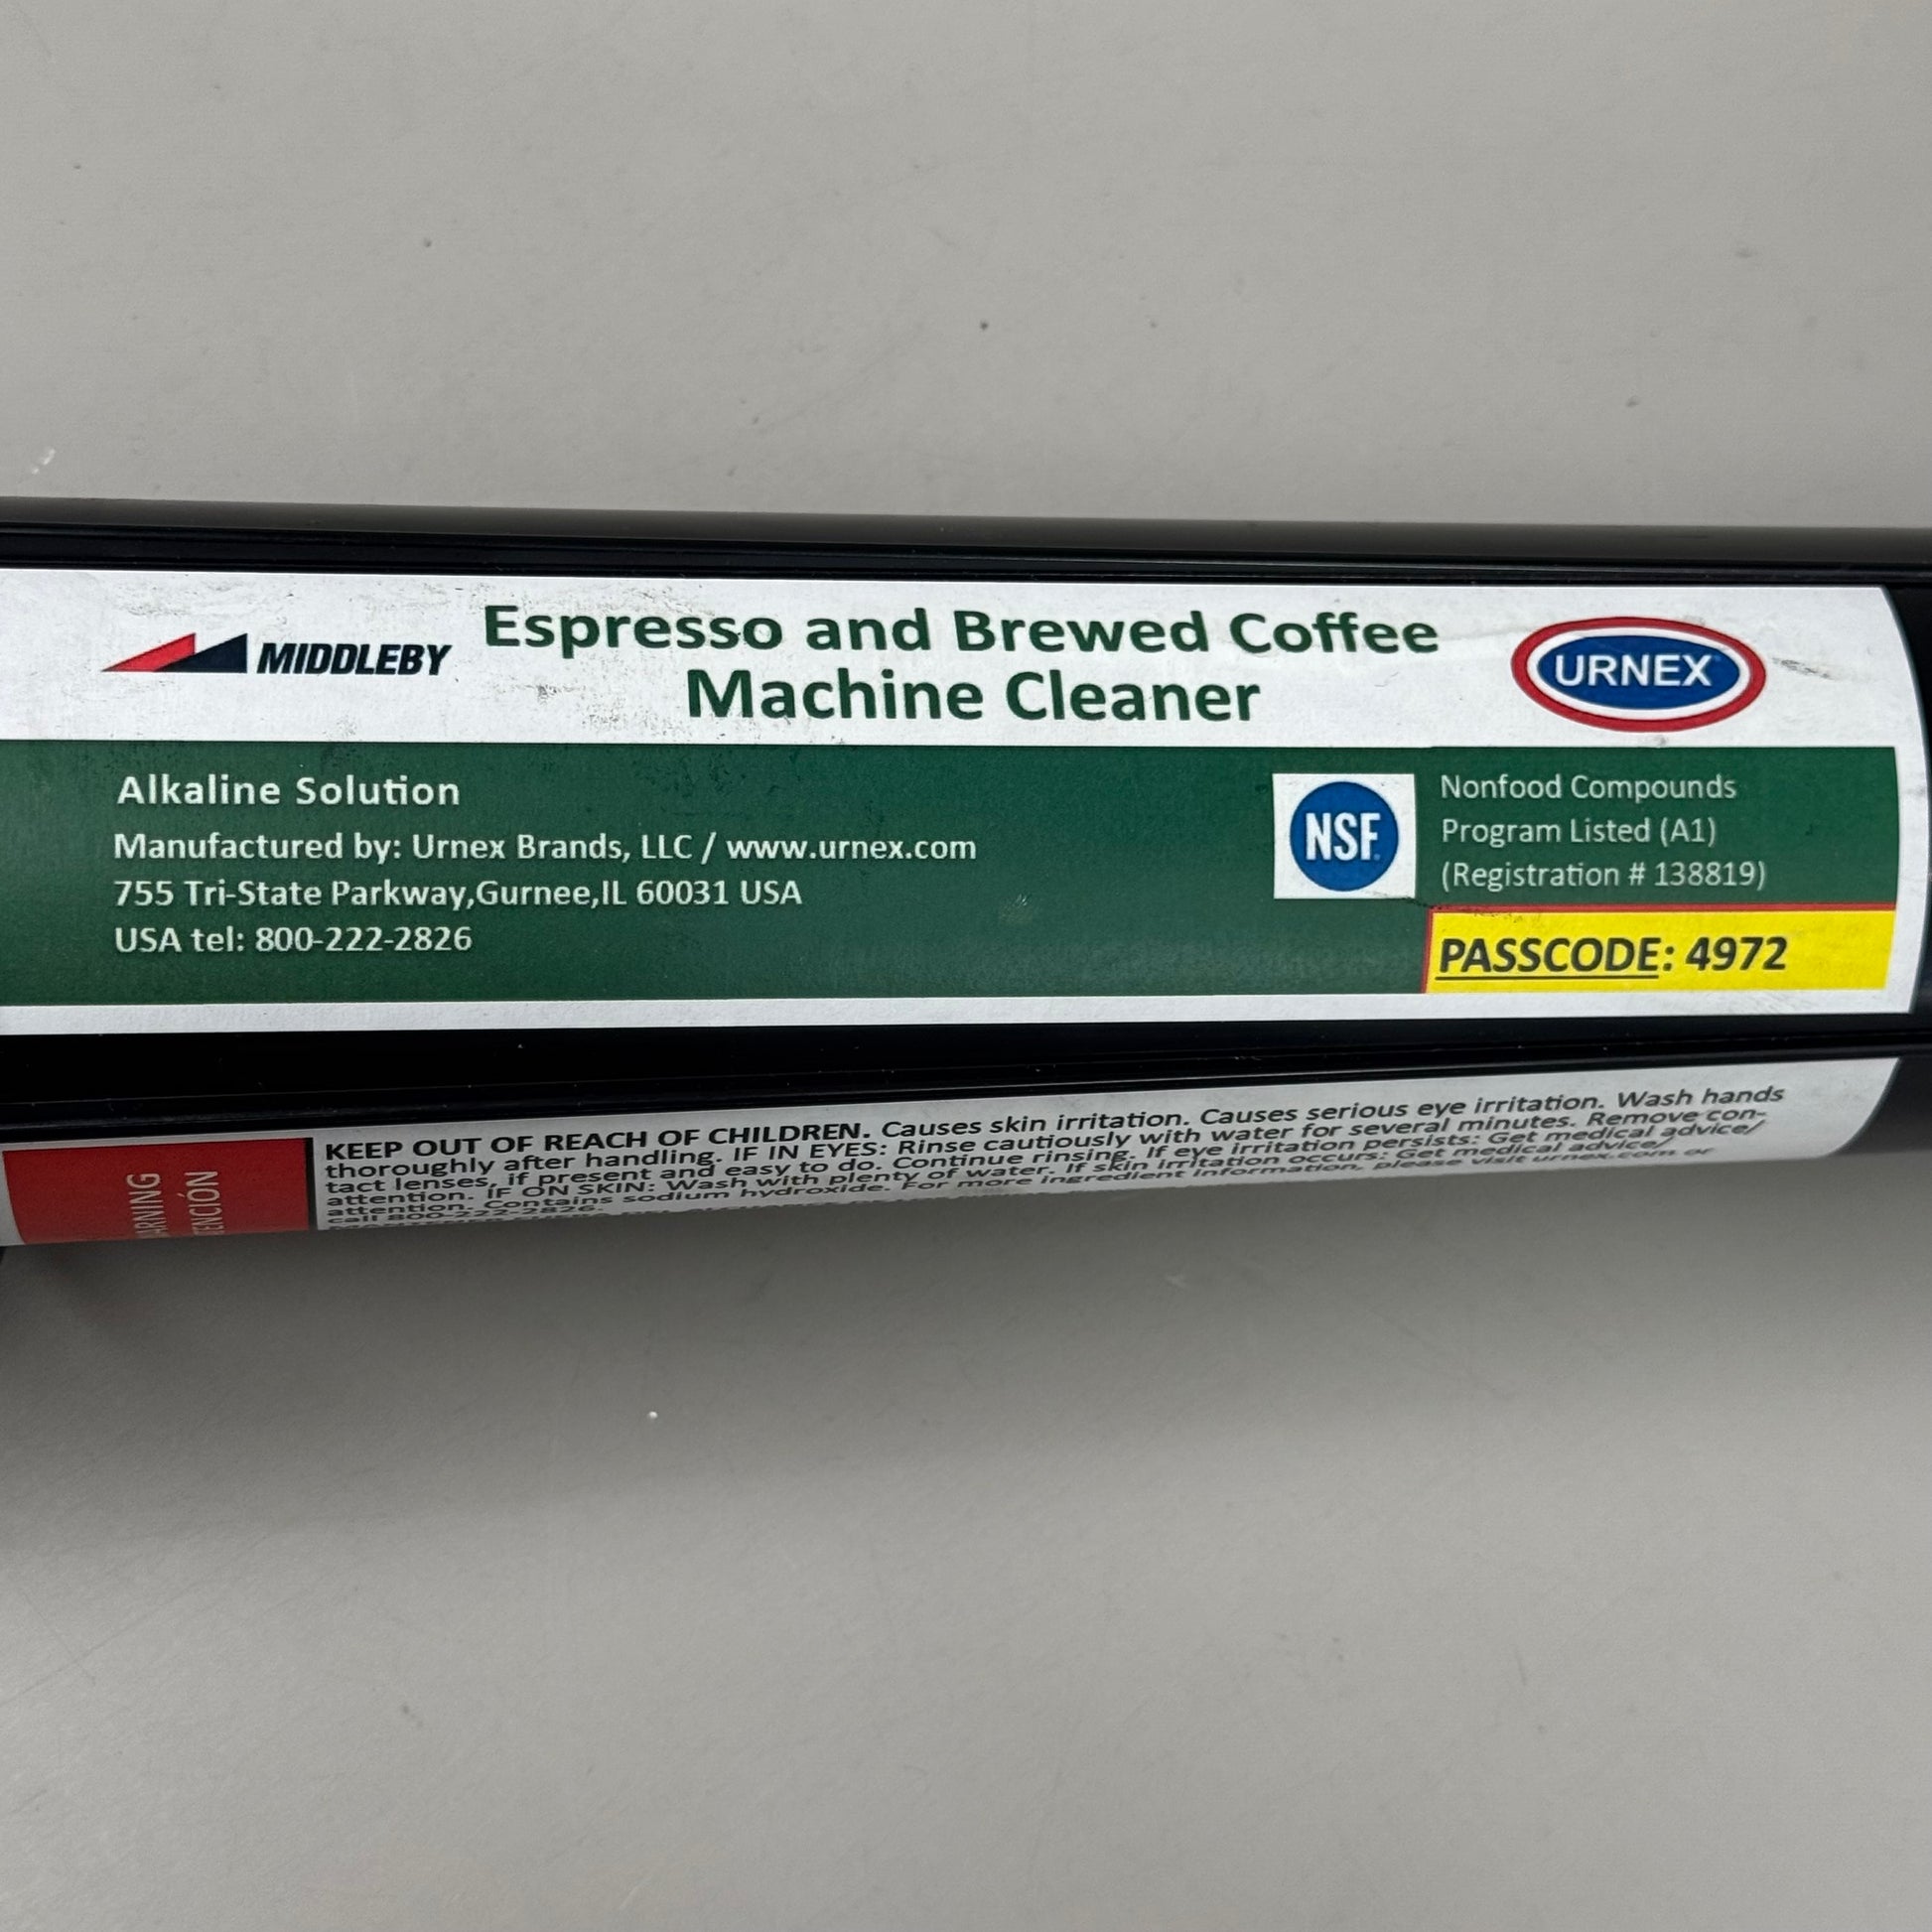 MIDDLEBY
Espresso and Brewed Coffee
Machine Cleaner
URNEX
Alkaline Solution
Manufactured by: Urnex Brands, LLC / www.urnex.com
755 Tri-State Parkway,Gurnee,IL 60031 USA
USA tel: 800-222-2826
NSF
Nonfood Compounds
Program Listed (A1)
(Registration # 138819)
PASSCODE: 4972
KEEP OUT OF REACH OF CHILDREN. Causes skin irritation. Causes serious eye irritation. Wash hands
thoroughly after handling. IF IN EYES: Rinse cautiously with water for several minutes. Remove con-
tact lenses, if present and easy to do. Continue rinsing. If eye irritation persists: Get medical advice/
attention. IF ON SKIN: Wash with plenty of water. If skin irritation occurs: Get medical advice/
attention. Contains sodium hydroxide. For more ingredient information, please visit urnex.com or
call 800-222-2826.